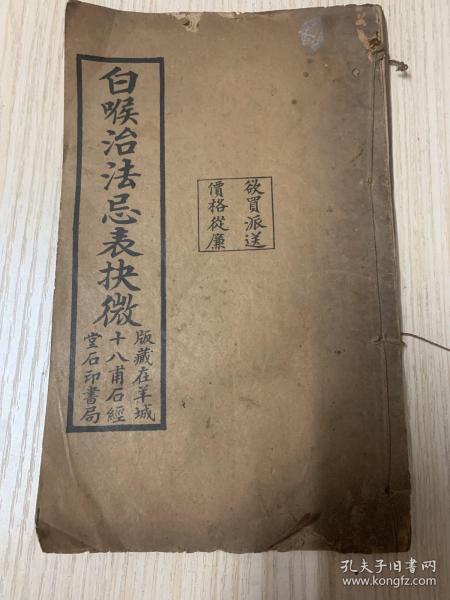 欲買派送
價格從廉
白喉治法忌表抉微
版藏在羊城
十八甫石經
堂石印書局
孔夫子旧书网
www.kongfz.com